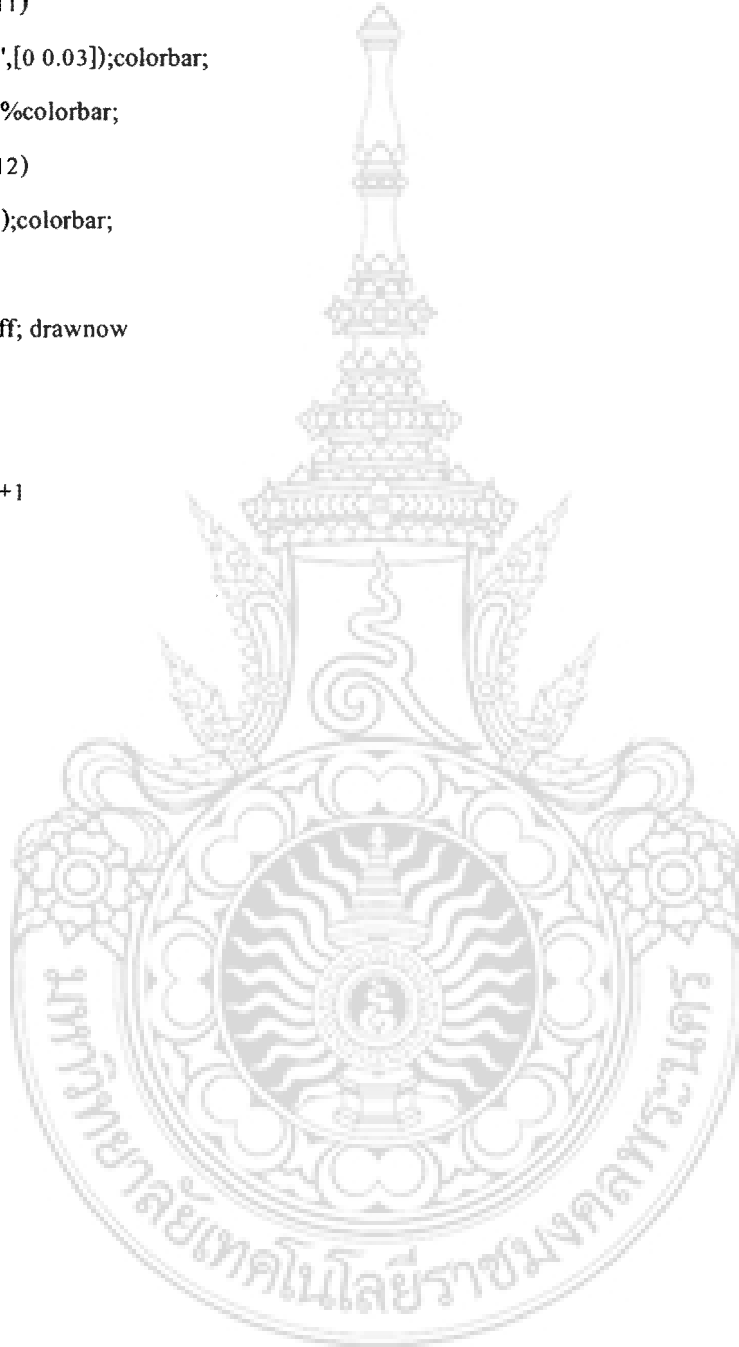 ',[0 0.03]);colorbar;
%colorbar;
12)
);colorbar;
ff; drawnow
+1
มหาวิทยาลัยเทคโนโลยีราชมงคลพระนคร